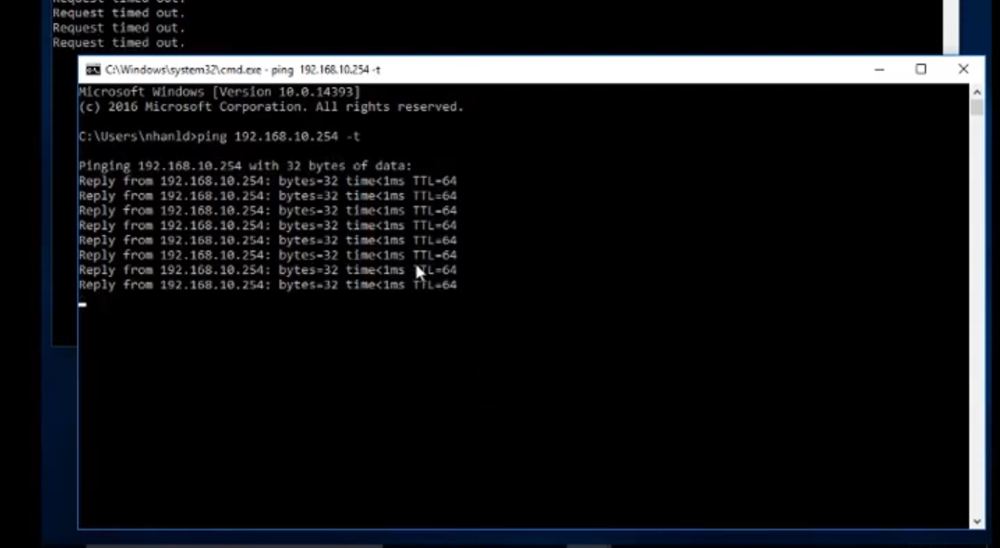 Request timed out.
Request timed out.
Request timed out.
Request timed out.
C:\Windows\system32\cmd.exe - ping  192.168.10.254 -t
Microsoft Windows [Version 10.0.14393]
(c) 2016 Microsoft Corporation. All rights reserved.
C:\Users\nhanld>ping 192.168.10.254 -t
Pinging 192.168.10.254 with 32 bytes of data:
Reply from 192.168.10.254: bytes=32 time<1ms TTL=64
Reply from 192.168.10.254: bytes=32 time<1ms TTL=64
Reply from 192.168.10.254: bytes=32 time<1ms TTL=64
Reply from 192.168.10.254: bytes=32 time<1ms TTL=64
Reply from 192.168.10.254: bytes=32 time<1ms TTL=64
Reply from 192.168.10.254: bytes=32 time<1ms TTL=64
Reply from 192.168.10.254: bytes=32 time<1ms TTL=64
Reply from 192.168.10.254: bytes=32 time<1ms TTL=64